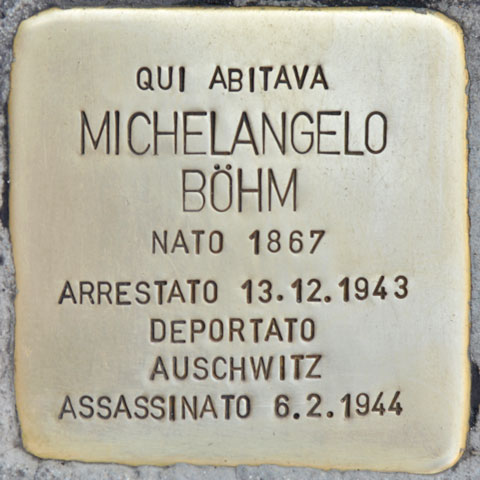 QUI ABITAVA
MICHELANGELO
BÖHM
NATO 1867
ARRESTATO 13.12.1943
DEPORTATO
AUSCHWITZ
ASSASSINATO 6.2.1944